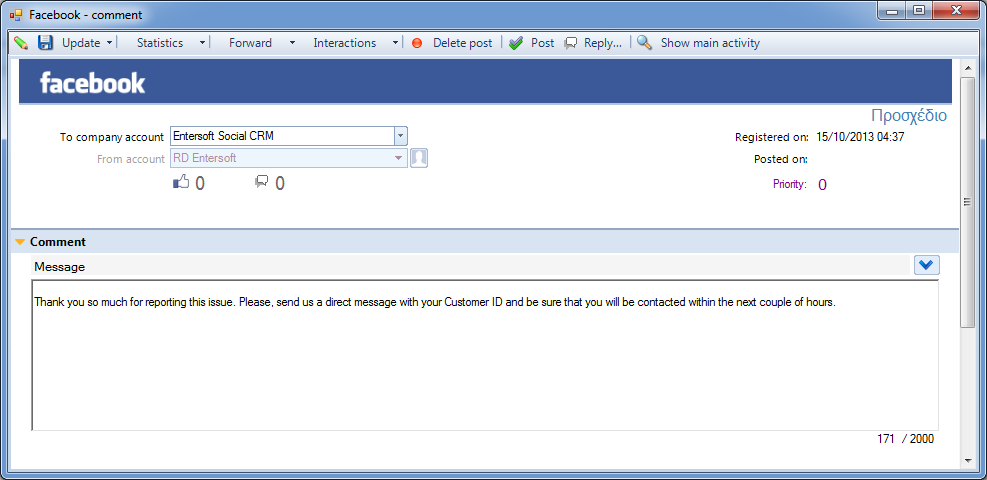 Facebook - comment
Update Statistics Forward Interactions Delete post Post Reply... Show main activity
facebook
Προσχέδιο
To company account Entersoft Social CRM Registered on: 15/10/2013 04:37
From account RD Entersoft Posted on:
0 0 Priority: 0
Comment
Message
Thank you so much for reporting this issue. Please, send us a direct message with your Customer ID and be sure that you will be contacted within the next couple of hours.
171 / 2000